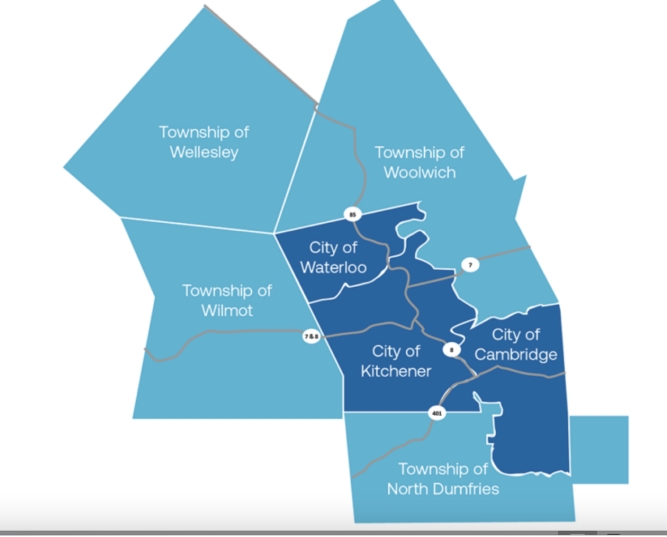 Township of
Wellesley
Township of
Woolwich
85
City of
Waterloo
7
Township of
Wilmot
7 & 8
City of
Kitchener
8
City of
Cambridge
401
Township of
North Dumfries